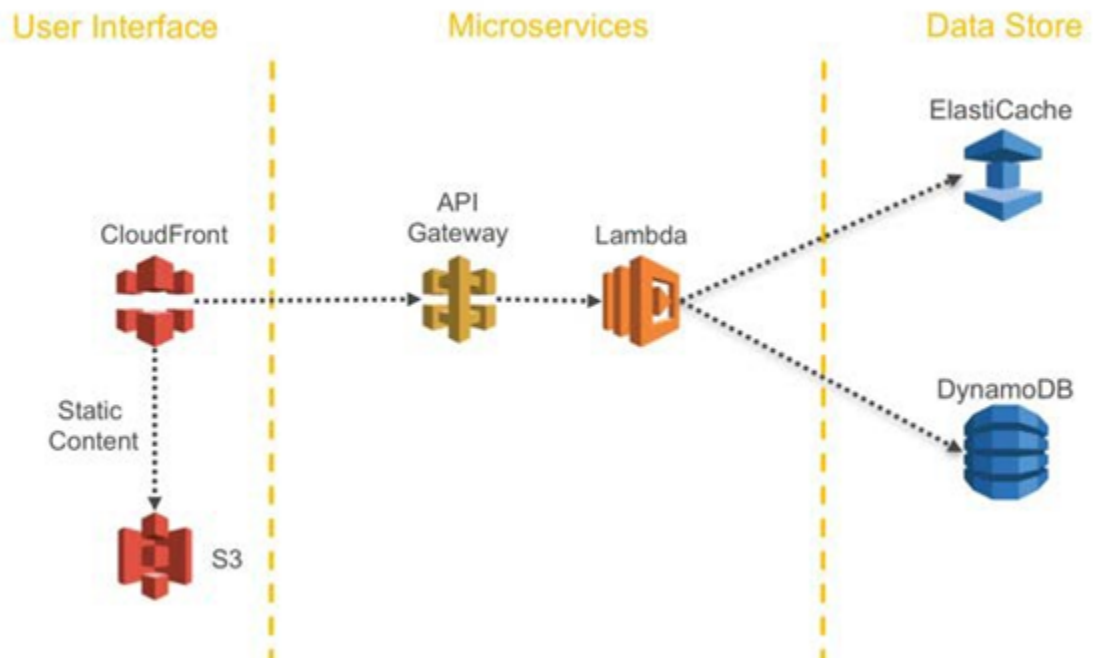 User Interface
Microservices
Data Store
ElastiCache
API
Gateway
CloudFront
Lambda
Static
Content
DynamoDB
S3